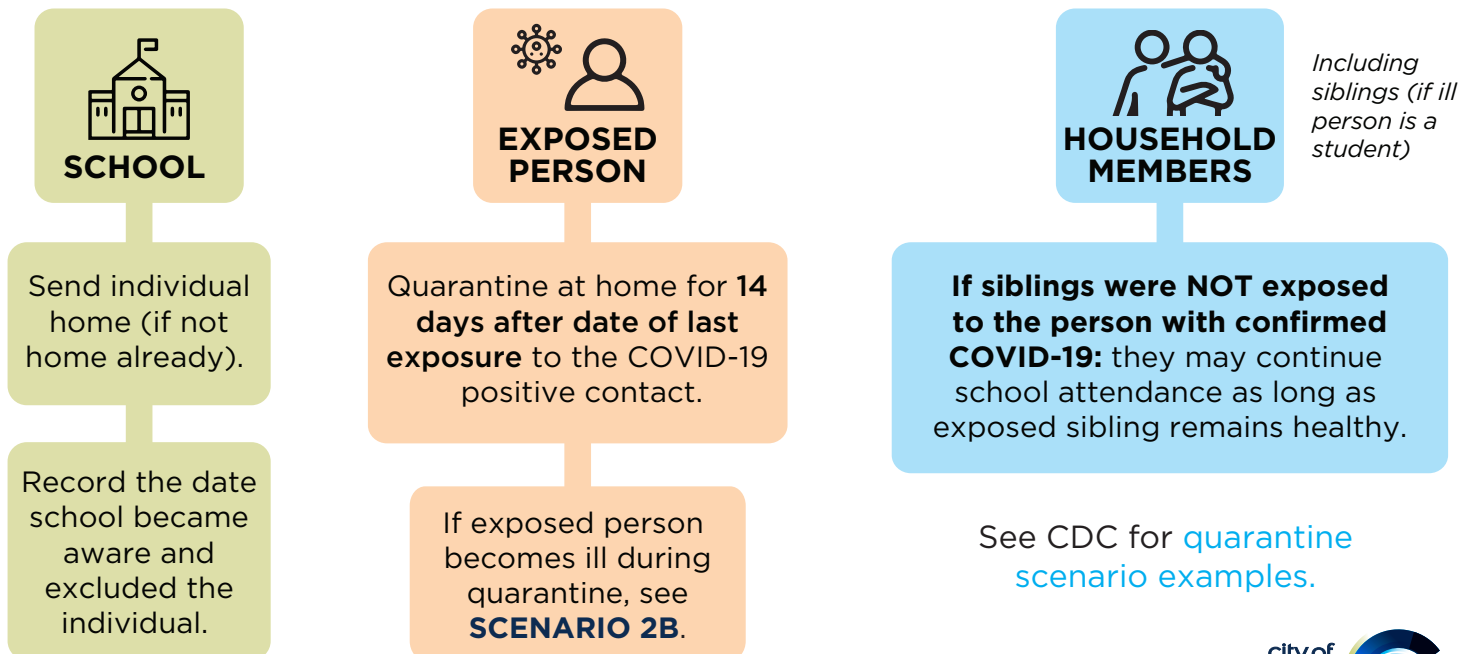 SCHOOL
Send individual
home (if not
home already).
Record the date
school became
aware and
excluded the
individual.
EXPOSED
PERSON
Quarantine at home for 14
days after date of last
exposure to the COVID-19
positive contact.
If exposed person
becomes ill during
quarantine, see
SCENARIO 2B.
HOUSEHOLD
MEMBERS
Including
siblings (if ill
person is a
student)
If siblings were NOT exposed
to the person with confirmed
COVID-19: they may continue
school attendance as long as
exposed sibling remains healthy.
See CDC for quarantine
scenario examples.
city of